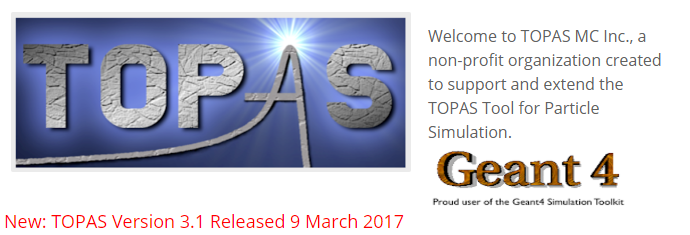 TOPAS
Welcome to TOPAS MC Inc., a
non-profit organization created
to support and extend the
TOPAS Tool for Particle
Simulation.
Geant 4
Proud user of the Geant4 Simulation Toolkit
New: TOPAS Version 3.1 Released 9 March 2017